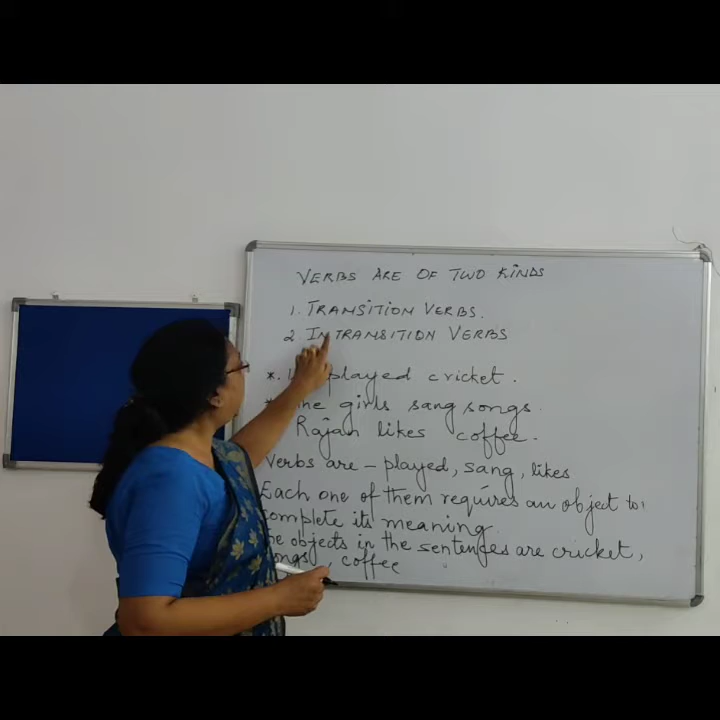 VERBS ARE OF TWO KINDS
1. TRANSITION VERBS.
2 INTRANSITION VERBS
*. played cricket.
* girls sang songs.
Rajan likes coffee.
Verbs are - played, sang, likes
Each one of them requires an object to
complete its meaning.
objects in the sentences are cricket,
songs, coffee